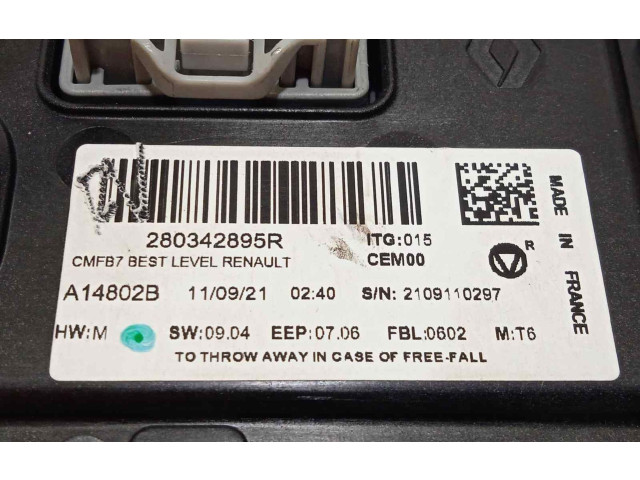 280342895R
ITG:015
CMFB7 BEST LEVEL RENAULT
CEM00
A14802B 11/09/21 02:40 S/N: 2109110297
HW:M SW:09.04 EEP:07.06 FBL:0602 M:T6
TO THROW AWAY IN CASE OF FREE-FALL
R
MADE IN FRANCE